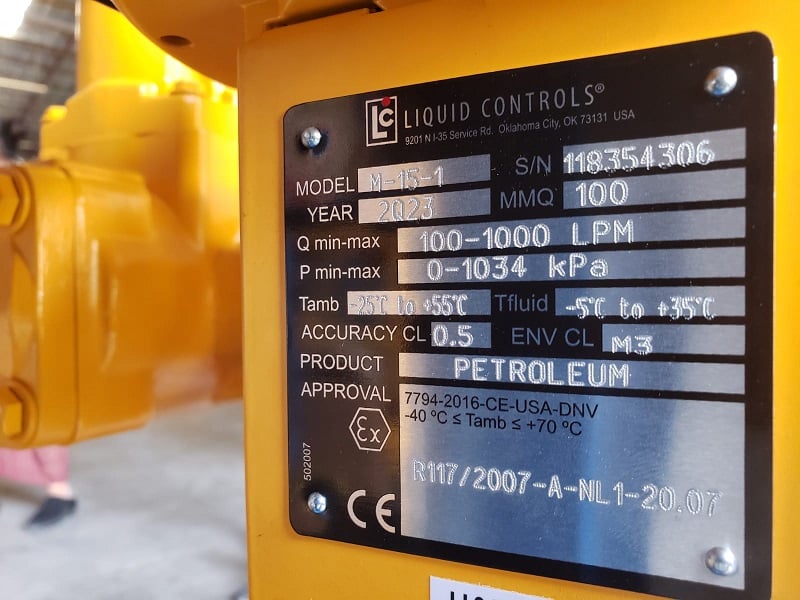 LC LIQUID CONTROLS®
9201 N I-35 Service Rd. Oklahoma City, OK 73131 USA
MODEL M-15-1 S/N 118354306
YEAR 2023 MMQ 100
Q min-max 100-1000 LPM
P min-max 0-1034 kPa
Tamb -25℃ to +55℃ Tfluid -5℃ to +35℃
ACCURACY CL 0.5 ENV CL M3
PRODUCT PETROLEUM
APPROVAL 7794-2016-CE-USA-DNV
-40 ºC ≤ Tamb ≤ +70 ºC
Ex
R117/2007-A-NL1-20.07
502007
CE